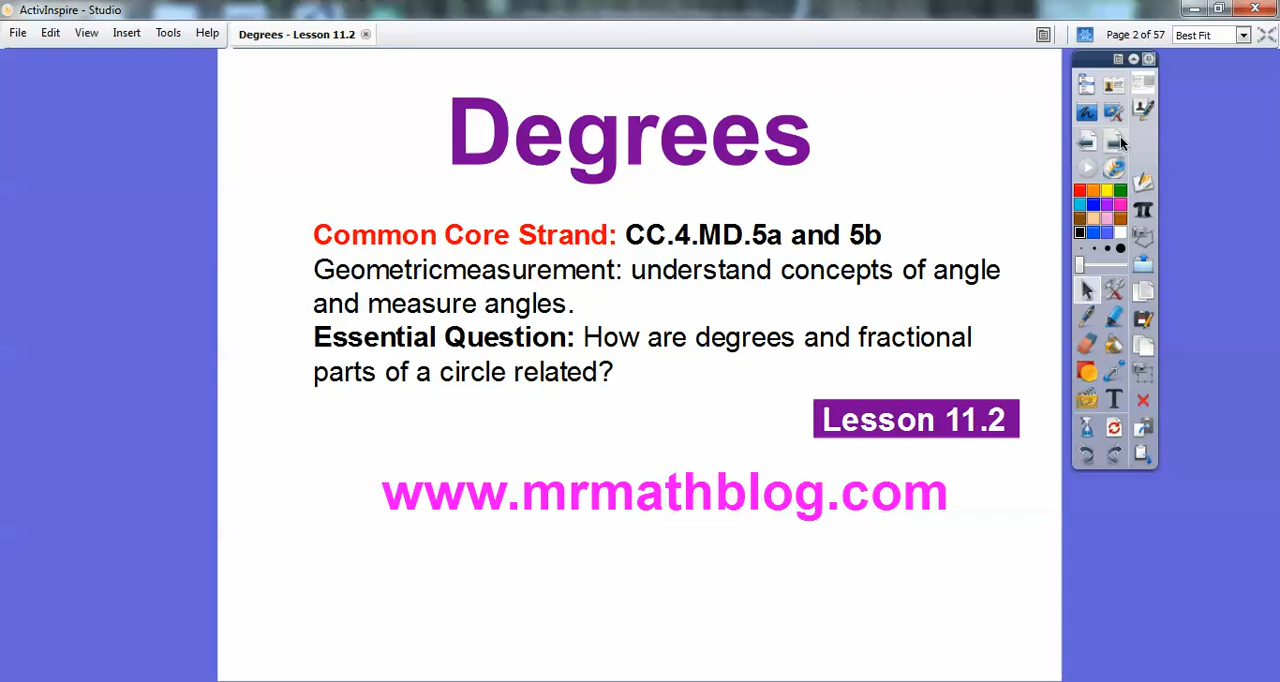 ActivInspire - Studio
File Edit View Insert Tools Help
Degrees - Lesson 11.2
Page 2 of 57
Best Fit
Degrees
Common Core Strand: CC.4.MD.5a and 5b
Geometricmeasurement: understand concepts of angle
and measure angles.
Essential Question: How are degrees and fractional
parts of a circle related?
Lesson 11.2
www.mrmathblog.com